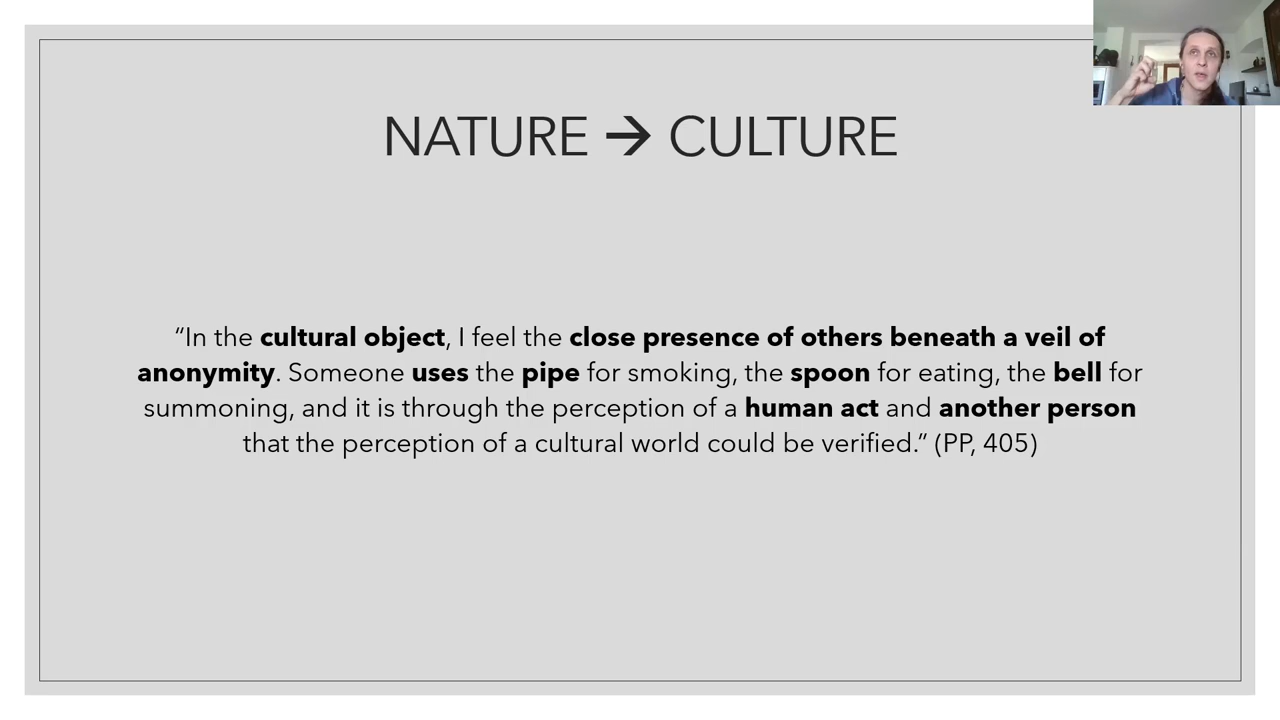 NATURE → CULTURE
“In the cultural object, I feel the close presence of others beneath a veil of
anonymity. Someone uses the pipe for smoking, the spoon for eating, the bell for
summoning, and it is through the perception of a human act and another person
that the perception of a cultural world could be verified.” (PP, 405)